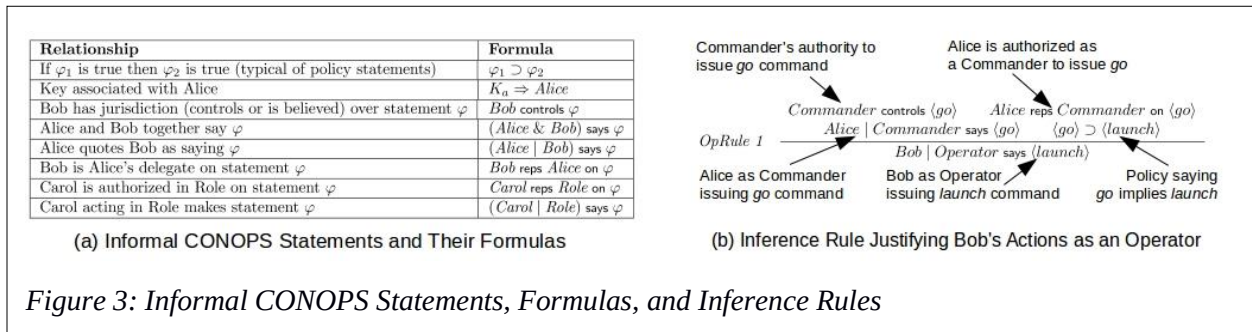 Relationship Formula
If φ₁ is true then φ₂ is true (typical of policy statements) φ₁ ⊃ φ₂
Key associated with Alice Kₐ ⇒ Alice
Bob has jurisdiction (controls or is believed) over statement φ Bob controls φ
Alice and Bob together say φ (Alice & Bob) says φ
Alice quotes Bob as saying φ (Alice | Bob) says φ
Bob is Alice's delegate on statement φ Bob reps Alice on φ
Carol is authorized in Role on statement φ Carol reps Role on φ
Carol acting in Role makes statement φ (Carol | Role) says φ
(a) Informal CONOPS Statements and Their Formulas
Commander's authority to
issue go command
Alice is authorized as
a Commander to issue go
Commander controls ⟨go⟩ Alice reps Commander on ⟨go⟩
OpRule 1 Alice | Commander says ⟨go⟩ ⟨go⟩ ⊃ ⟨launch⟩
Bob | Operator says ⟨launch⟩
Alice as Commander
issuing go command
Bob as Operator
issuing launch command
Policy saying
go implies launch
(b) Inference Rule Justifying Bob's Actions as an Operator
Figure 3: Informal CONOPS Statements, Formulas, and Inference Rules